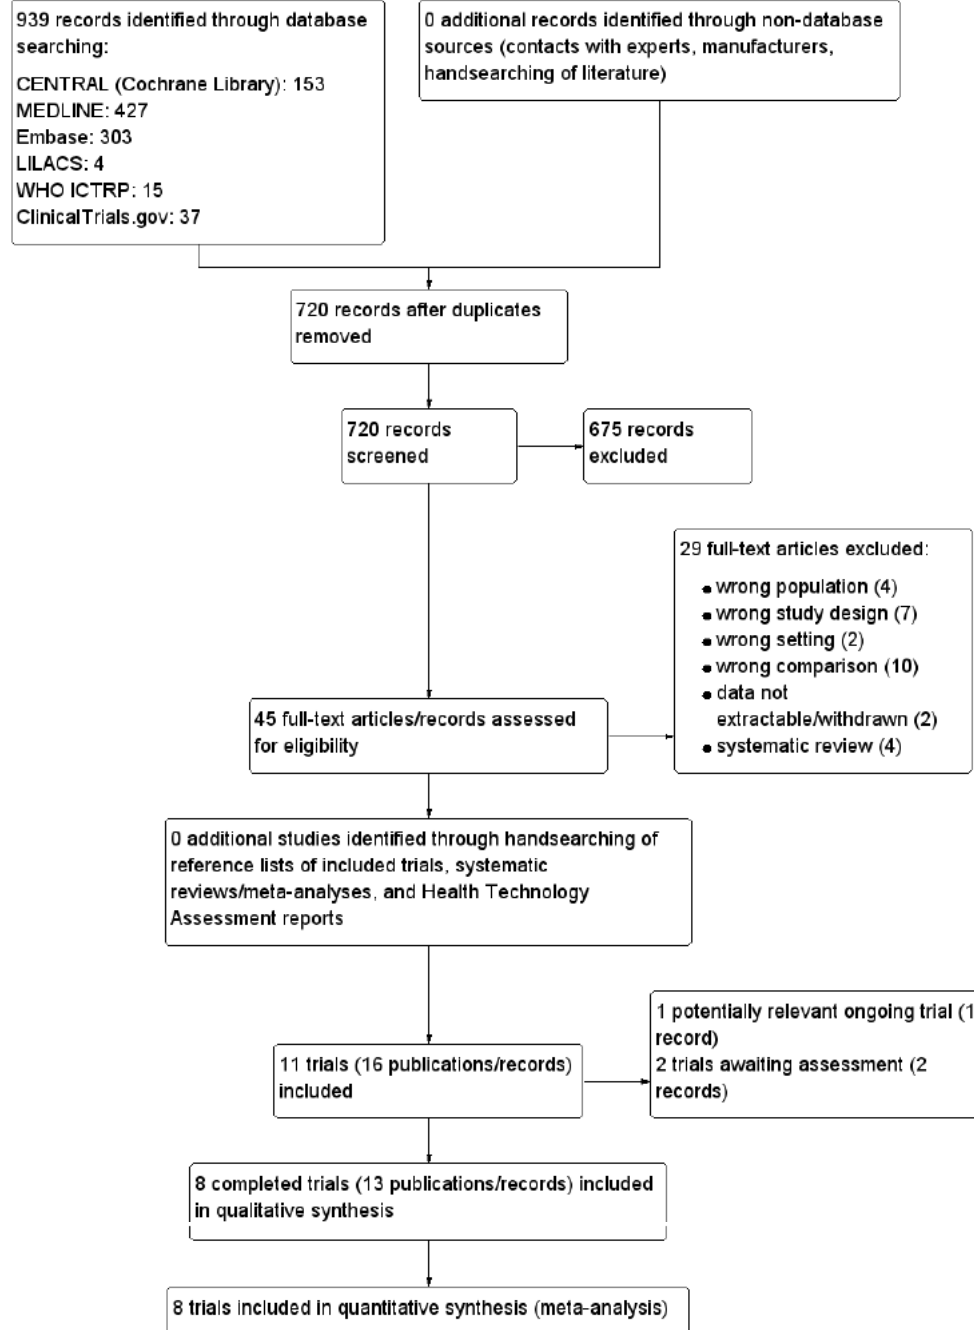 939 records identified through database
searching:
CENTRAL (Cochrane Library): 153
MEDLINE: 427
Embase: 303
LILACS: 4
WHO ICTRP: 15
ClinicalTrials.gov: 37
0 additional records identified through non-database
sources (contacts with experts, manufacturers,
handsearching of literature)
720 records after duplicates
removed
720 records
screened
675 records
excluded
29 full-text articles excluded:
• wrong population (4)
• wrong study design (7)
• wrong setting (2)
• wrong comparison (10)
• data not
extractable/withdrawn (2)
• systematic review (4)
45 full-text articles/records assessed
for eligibility
0 additional studies identified through handsearching of
reference lists of included trials, systematic
reviews/meta-analyses, and Health Technology
Assessment reports
1 potentially relevant ongoing trial (1
record)
2 trials awaiting assessment (2
records)
11 trials (16 publications/records)
included
8 completed trials (13 publications/records) included
in qualitative synthesis
8 trials included in quantitative synthesis (meta-analysis)